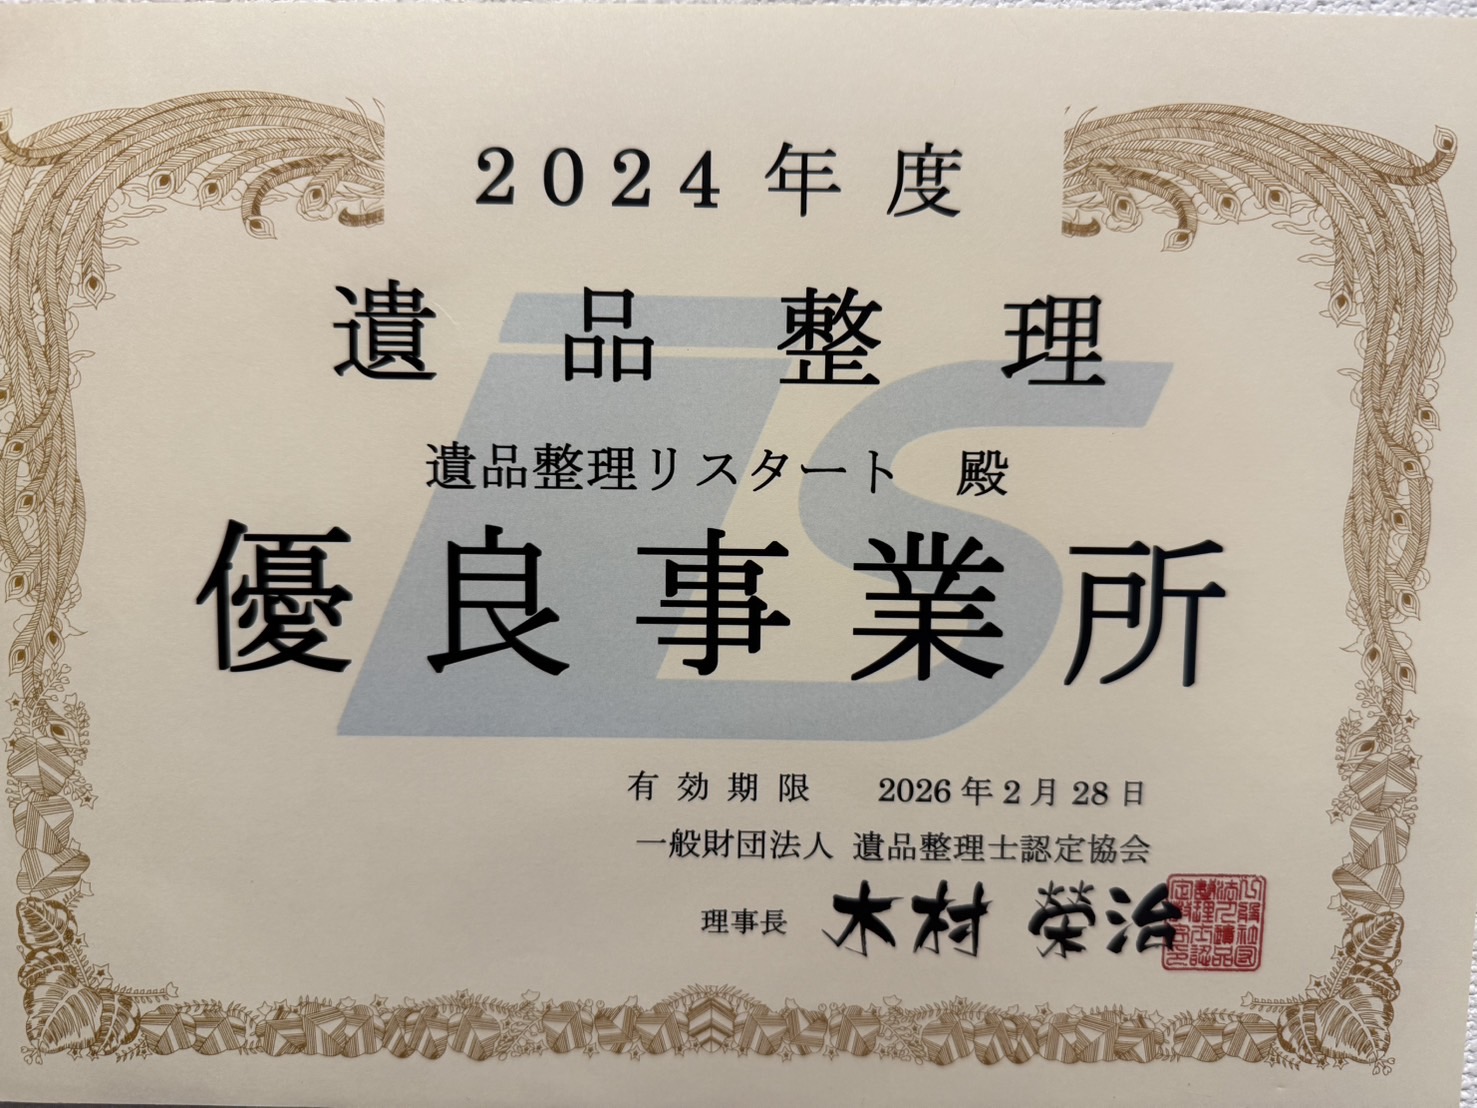 2024年度
遺品整理
遺品整理リスタート 殿
優良事業所
有効期限 2026年2月28日
一般財団法人 遺品整理士認定協会
理事長 木村 榮治